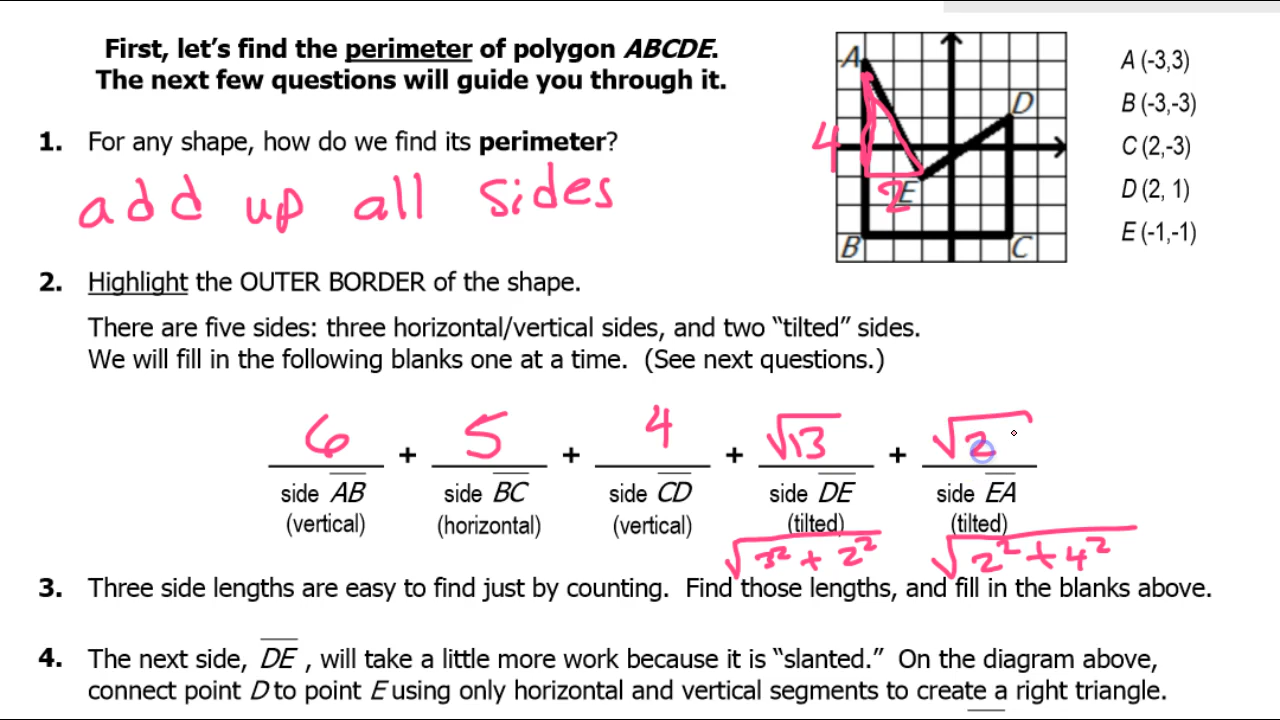 First, let's find the perimeter of polygon ABCDE.
The next few questions will guide you through it.
A
D
E
B
C
4
2
A (-3,3)
B (-3,-3)
C (2,-3)
D (2, 1)
E (-1,-1)
1. For any shape, how do we find its perimeter?
add up all sides
2. Highlight the OUTER BORDER of the shape.
There are five sides: three horizontal/vertical sides, and two “tilted” sides.
We will fill in the following blanks one at a time. (See next questions.)
6 + 5 + 4 + √13 + √2
side AB side BC side CD side DE side EA
(vertical) (horizontal) (vertical) (tilted) (tilted)
√3²+2² √2²+4²
3. Three side lengths are easy to find just by counting. Find those lengths, and fill in the blanks above.
4. The next side, DE , will take a little more work because it is “slanted.” On the diagram above,
connect point D to point E using only horizontal and vertical segments to create a right triangle.